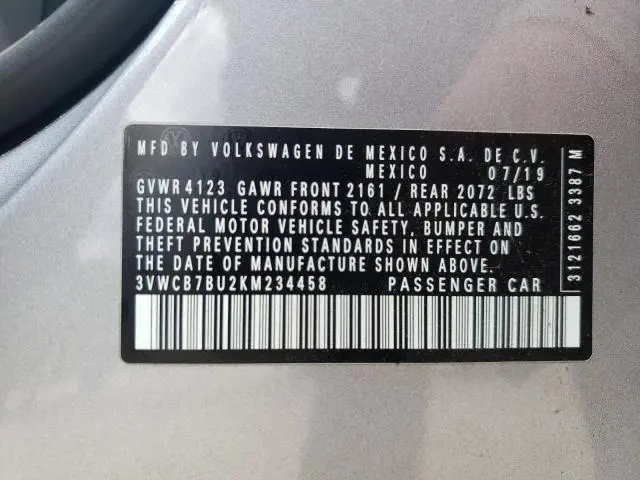 MFD BY VOLKSWAGEN DE MEXICO S.A. DE C.V.
MEXICO 07/19
GVWR 4123 GAWR FRONT 2161 / REAR 2072 LBS
THIS VEHICLE CONFORMS TO ALL APPLICABLE U.S.
FEDERAL MOTOR VEHICLE SAFETY, BUMPER AND
THEFT PREVENTION STANDARDS IN EFFECT ON
THE DATE OF MANUFACTURE SHOWN ABOVE.
3VWCB7BU2KM234458 PASSENGER CAR
3121662 3887 M